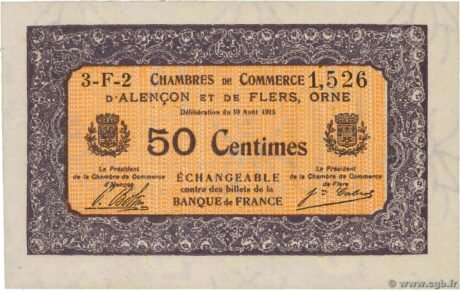 3-F-2 CHAMBRES DE COMMERCE 1,526
D'ALENÇON ET DE FLERS, ORNE
Délibération du 10 Août 1915
50 Centimes
Le Président
de la Chambre de Commerce
d'Alençon
ÉCHANGEABLE
contre des billets de la
BANQUE de FRANCE
Le Président
de la Chambre de Commerce
de Flers
© www.cgb.fr